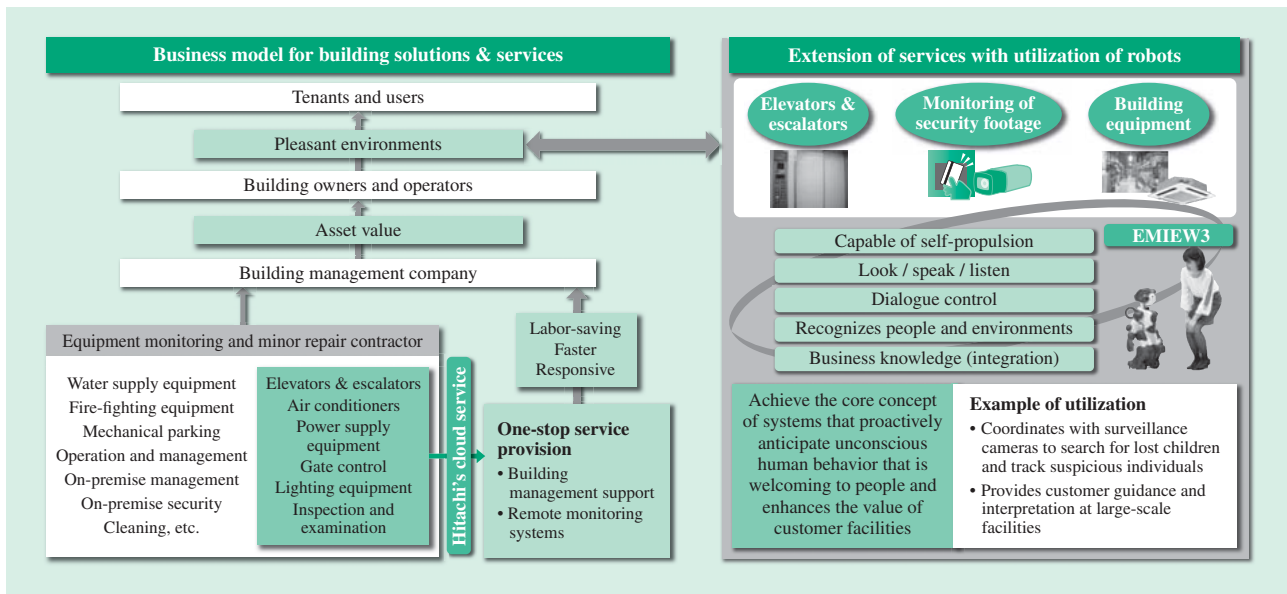 Business model for building solutions & services
Tenants and users
Pleasant environments
Building owners and operators
Asset value
Building management company
Equipment monitoring and minor repair contractor
Water supply equipment
Fire-fighting equipment
Mechanical parking
Operation and management
On-premise management
On-premise security
Cleaning, etc.
Elevators & escalators
Air conditioners
Power supply
equipment
Gate control
Lighting equipment
Inspection and
examination
Hitachi's cloud service
Labor-saving
Faster
Responsive
One-stop service
provision
• Building
management support
• Remote monitoring
systems
Extension of services with utilization of robots
Elevators &
escalators
Monitoring of
security footage
Building
equipment
Capable of self-propulsion
Look / speak / listen
Dialogue control
Recognizes people and environments
Business knowledge (integration)
EMIEW3
Achieve the core concept
of systems that proactively
anticipate unconscious
human behavior that is
welcoming to people and
enhances the value of
customer facilities
Example of utilization
• Coordinates with surveillance
cameras to search for lost children
and track suspicious individuals
• Provides customer guidance and
interpretation at large-scale
facilities